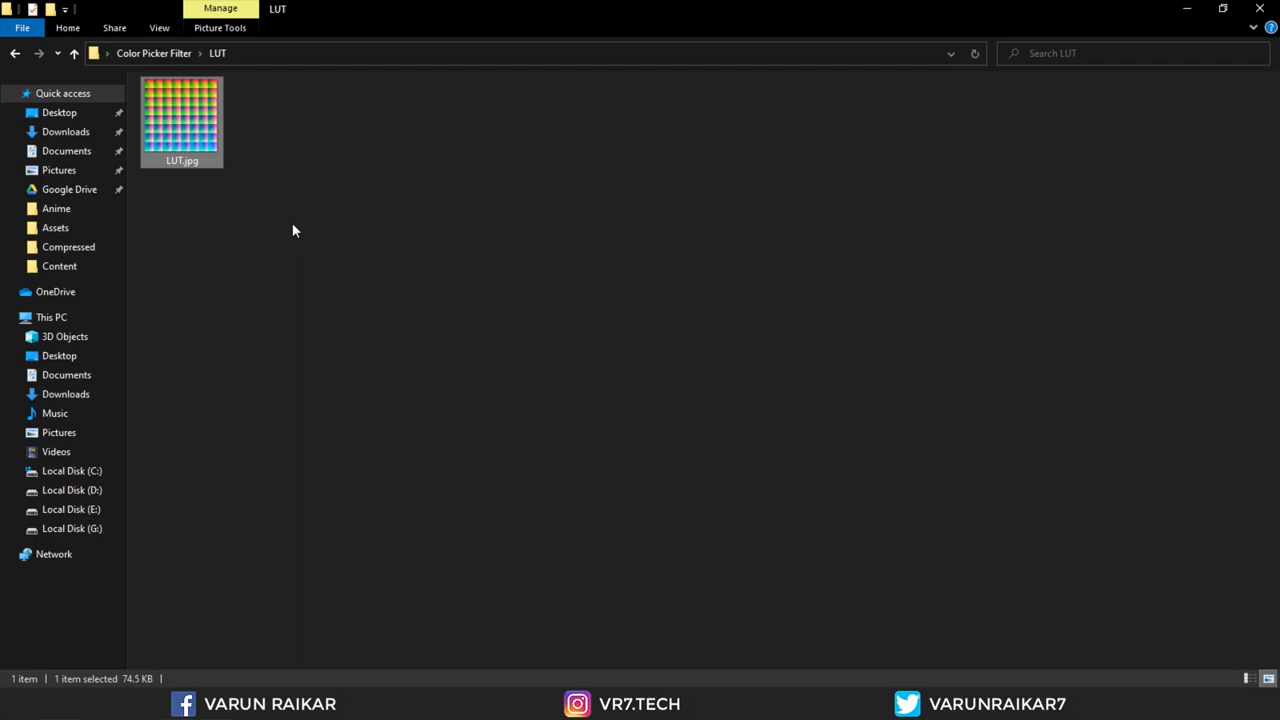 Manage
LUT
File
Home
Share
View
Picture Tools
Color Picker Filter
LUT
Search LUT
Quick access
Desktop
Downloads
Documents
Pictures
Google Drive
Anime
Assets
Compressed
Content
OneDrive
This PC
3D Objects
Desktop
Documents
Downloads
Music
Pictures
Videos
Local Disk (C:)
Local Disk (D:)
Local Disk (E:)
Local Disk (G:)
Network
LUT.jpg
1 item
1 item selected 74.5 KB
VARUN RAIKAR
VR7.TECH
VARUNRAIKAR7